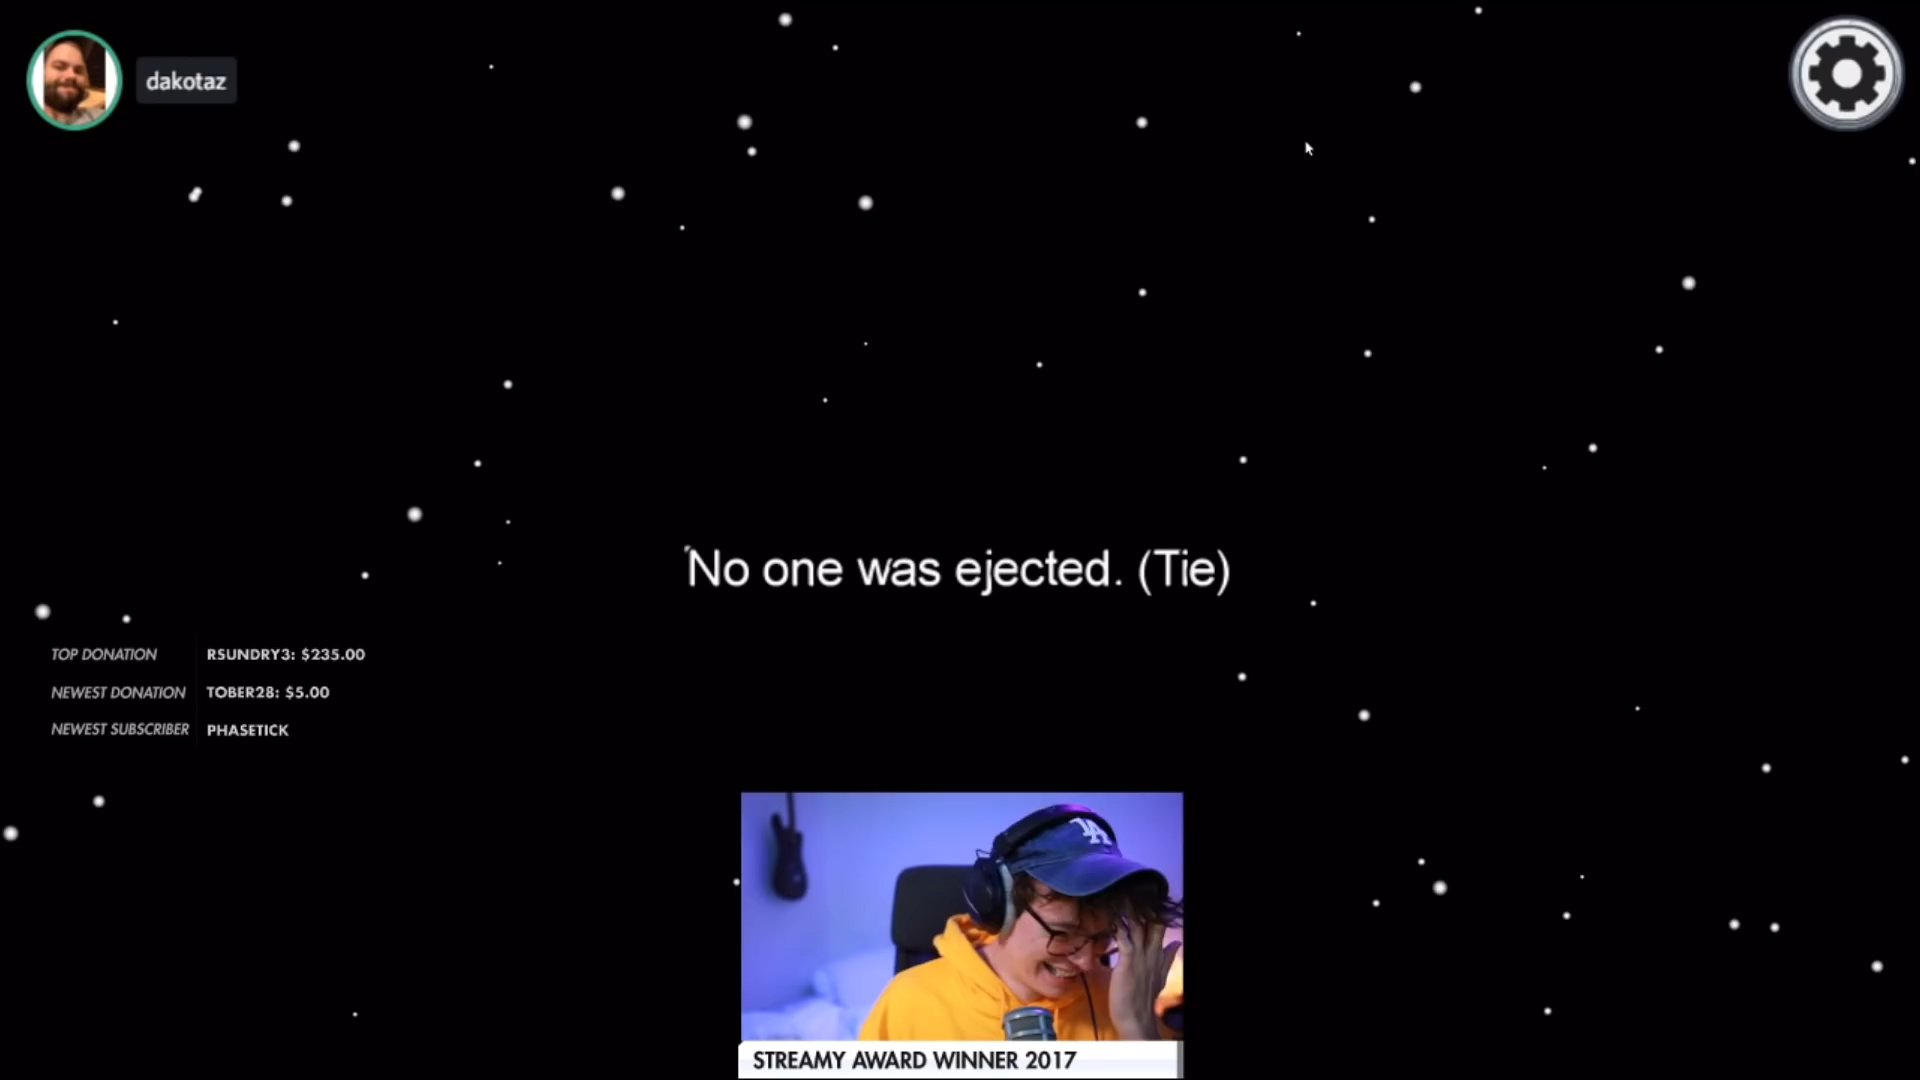 dakotaz
No one was ejected. (Tie)
TOP DONATION RSUNDRY3: $235.00
NEWEST DONATION TOBER28: $5.00
NEWEST SUBSCRIBER PHASETICK
LA
STREAMY AWARD WINNER 2017